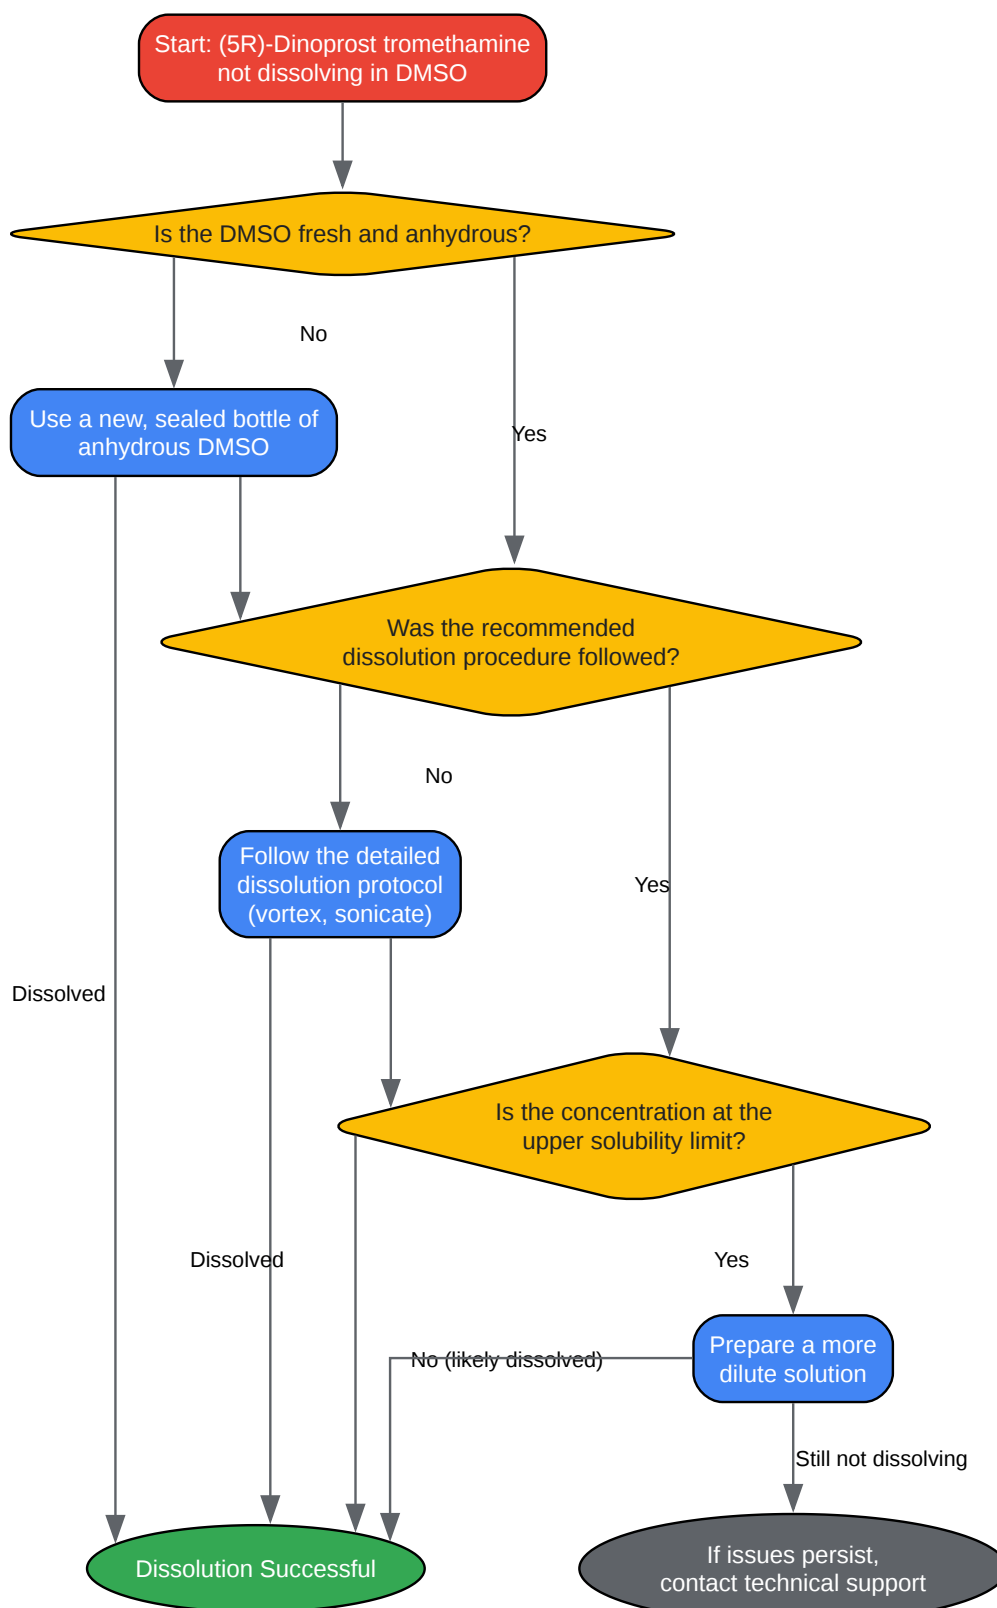 Start: (5R)-Dinoprost tromethamine
not dissolving in DMSO
Is the DMSO fresh and anhydrous?
No
Use a new, sealed bottle of
anhydrous DMSO
Yes
Was the recommended
dissolution procedure followed?
No
Follow the detailed
dissolution protocol
(vortex, sonicate)
Yes
Dissolved
Is the concentration at the
upper solubility limit?
Dissolved
Yes
Prepare a more
dilute solution
No (likely dissolved)
Still not dissolving
Dissolution Successful
If issues persist,
contact technical support